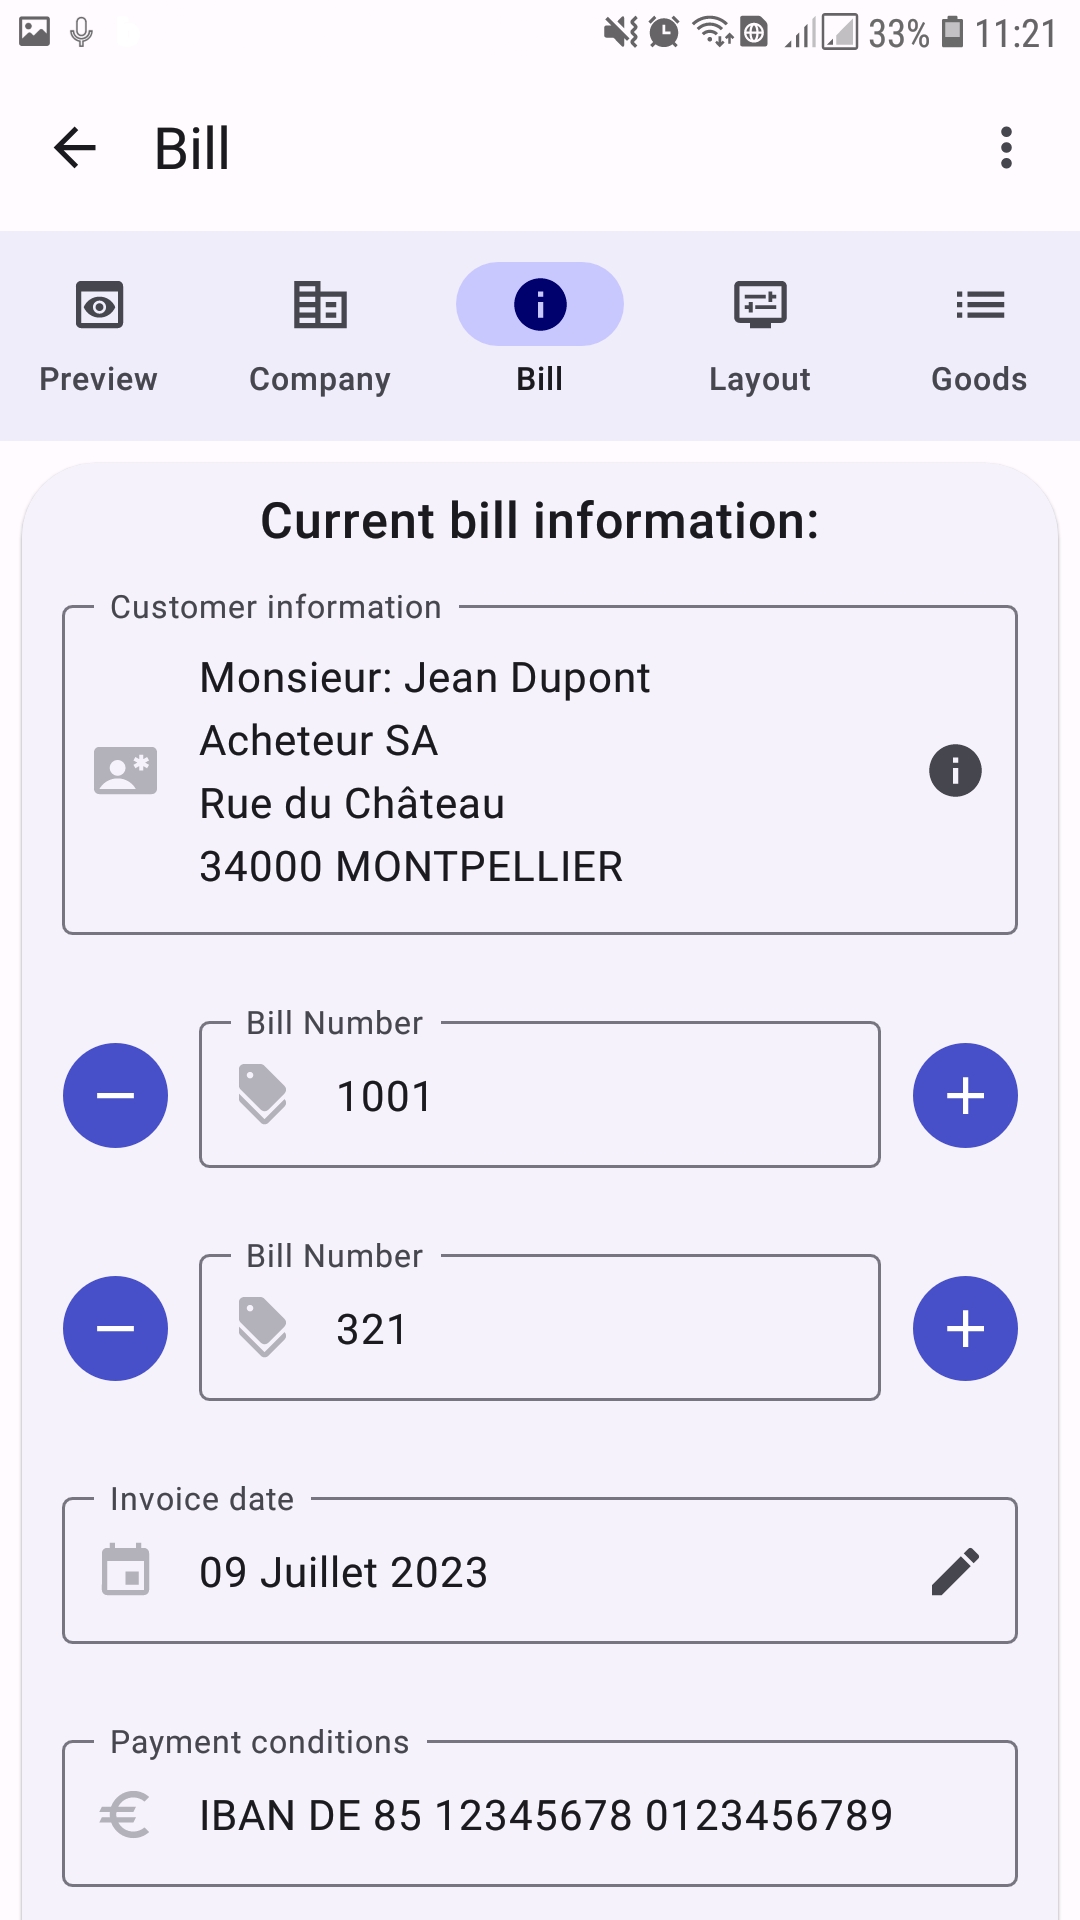 33% 11:21
Bill
Preview Company Bill Layout Goods
Current bill information:
Customer information
Monsieur: Jean Dupont
Acheteur SA
Rue du Château
34000 MONTPELLIER
Bill Number
1001
Bill Number
321
Invoice date
09 Juillet 2023
Payment conditions
IBAN DE 85 12345678 0123456789